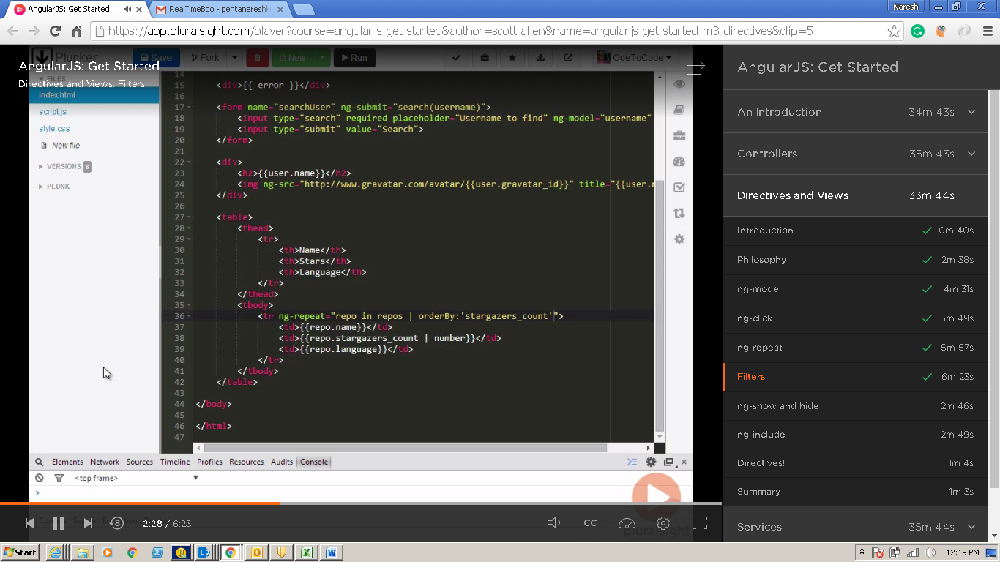 AngularJS: Get Started
RealTimeBpo - pentanareshk
Naresh
https://app.pluralsight.com/player?course=angularjs-get-started&author=scott-allen&name=angularjs-get-started-m3-directives&clip=5
Plunker
Save
Fork
New
Run
OdeToCode
AngularJS: Get Started
Directives and Views: Filters
FILES
index.html
script.js
style.css
New file
VERSIONS 8
PLUNK
14
15 <div>{{ error }}</div>
16
17 <form name="searchUser" ng-submit="search(username)">
18 <input type="search" required placeholder="Username to find" ng-model="username"
19 <input type="submit" value="Search">
20 </form>
21
22 <div>
23 <h2>{{user.name}}</h2>
24 <img ng-src="http://www.gravatar.com/avatar/{{user.gravatar_id}}" title="{{user.n
25 </div>
26
27 <table>
28 <thead>
29 <tr>
30 <th>Name</th>
31 <th>Stars</th>
32 <th>Language</th>
33 </tr>
34 </thead>
35 <tbody>
36 <tr ng-repeat="repo in repos | orderBy:'stargazers_count'">
37 <td>{{repo.name}}</td>
38 <td>{{repo.stargazers_count | number}}</td>
39 <td>{{repo.language}}</td>
40 </tr>
41 </tbody>
42 </table>
43
44 </body>
45
46 </html>
47
Elements Network Sources Timeline Profiles Resources Audits Console
<top frame>
8 2:28 / 6:23
CC
pluralsight
AngularJS: Get Started
An Introduction 34m 43s
Controllers 35m 43s
Directives and Views 33m 44s
Introduction 0m 40s
Philosophy 2m 38s
ng-model 4m 31s
ng-click 5m 49s
ng-repeat 5m 57s
Filters 6m 23s
ng-show and hide 2m 46s
ng-include 2m 49s
Directives! 1m 4s
Summary 1m 3s
Services 35m 44s
Start
12:19 PM